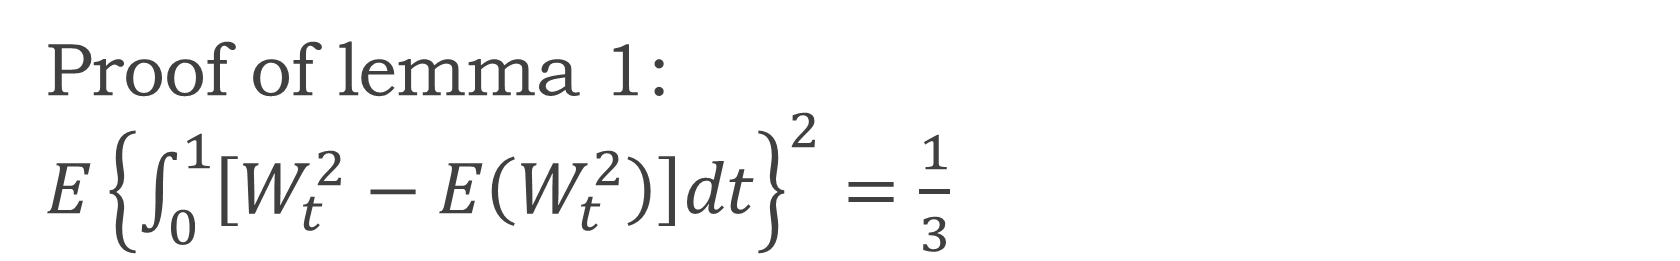 Proof of lemma 1:
E{∫₀¹[W_t² − E(W_t²)]dt}² = 1/3